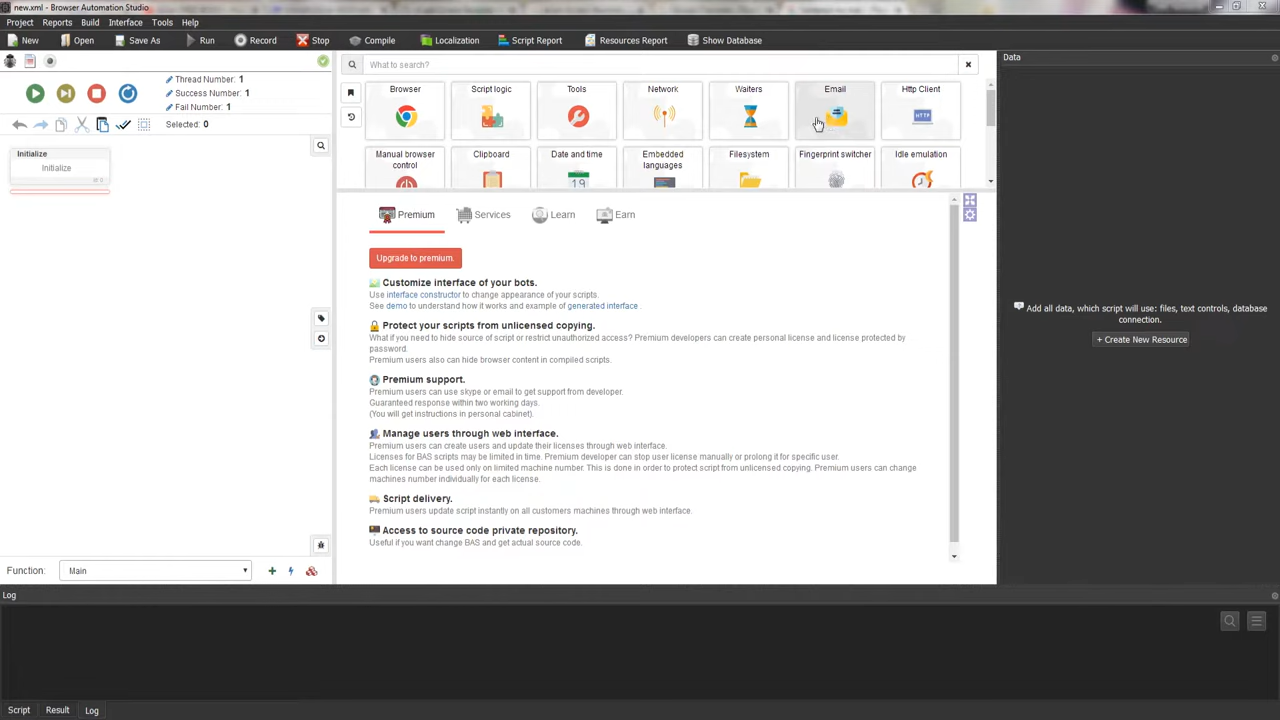 new.xml - Browser Automation Studio
Project Reports Build Interface Tools Help
New Open Save As Run Record Stop Compile Localization Script Report Resources Report Show Database
Thread Number: 1
Success Number: 1
Fail Number: 1
Selected: 0
Initialize
Initialize
Function: Main
What to search?
Browser Script logic Tools Network Waiters Email Http Client
HTTP
Manual browser control Clipboard Date and time Embedded languages Filesystem Fingerprint switcher Idle emulation
19
Premium Services Learn Earn
Upgrade to premium.
Customize interface of your bots.
Use interface constructor to change appearance of your scripts.
See demo to understand how it works and example of generated interface .
Protect your scripts from unlicensed copying.
What if you need to hide source of script or restrict unauthorized access? Premium developers can create personal license and license protected by
password.
Premium users also can hide browser content in compiled scripts.
Premium support.
Premium users can use skype or email to get support from developer.
Guaranteed response within two working days.
(You will get instructions in personal cabinet).
Manage users through web interface.
Premium users can create users and update their licenses through web interface.
Licenses for BAS scripts may be limited in time. Premium developer can stop user license manually or prolong it for specific user.
Each license can be used only on limited machine number. This is done in order to protect script from unlicensed copying. Premium users can change
machines number individually for each license.
Script delivery.
Premium users update script instantly on all customers machines through web interface.
Access to source code private repository.
Useful if you want change BAS and get actual source code.
Data
Add all data, which script will use: files, text controls, database
connection.
+ Create New Resource
Log
Script Result Log